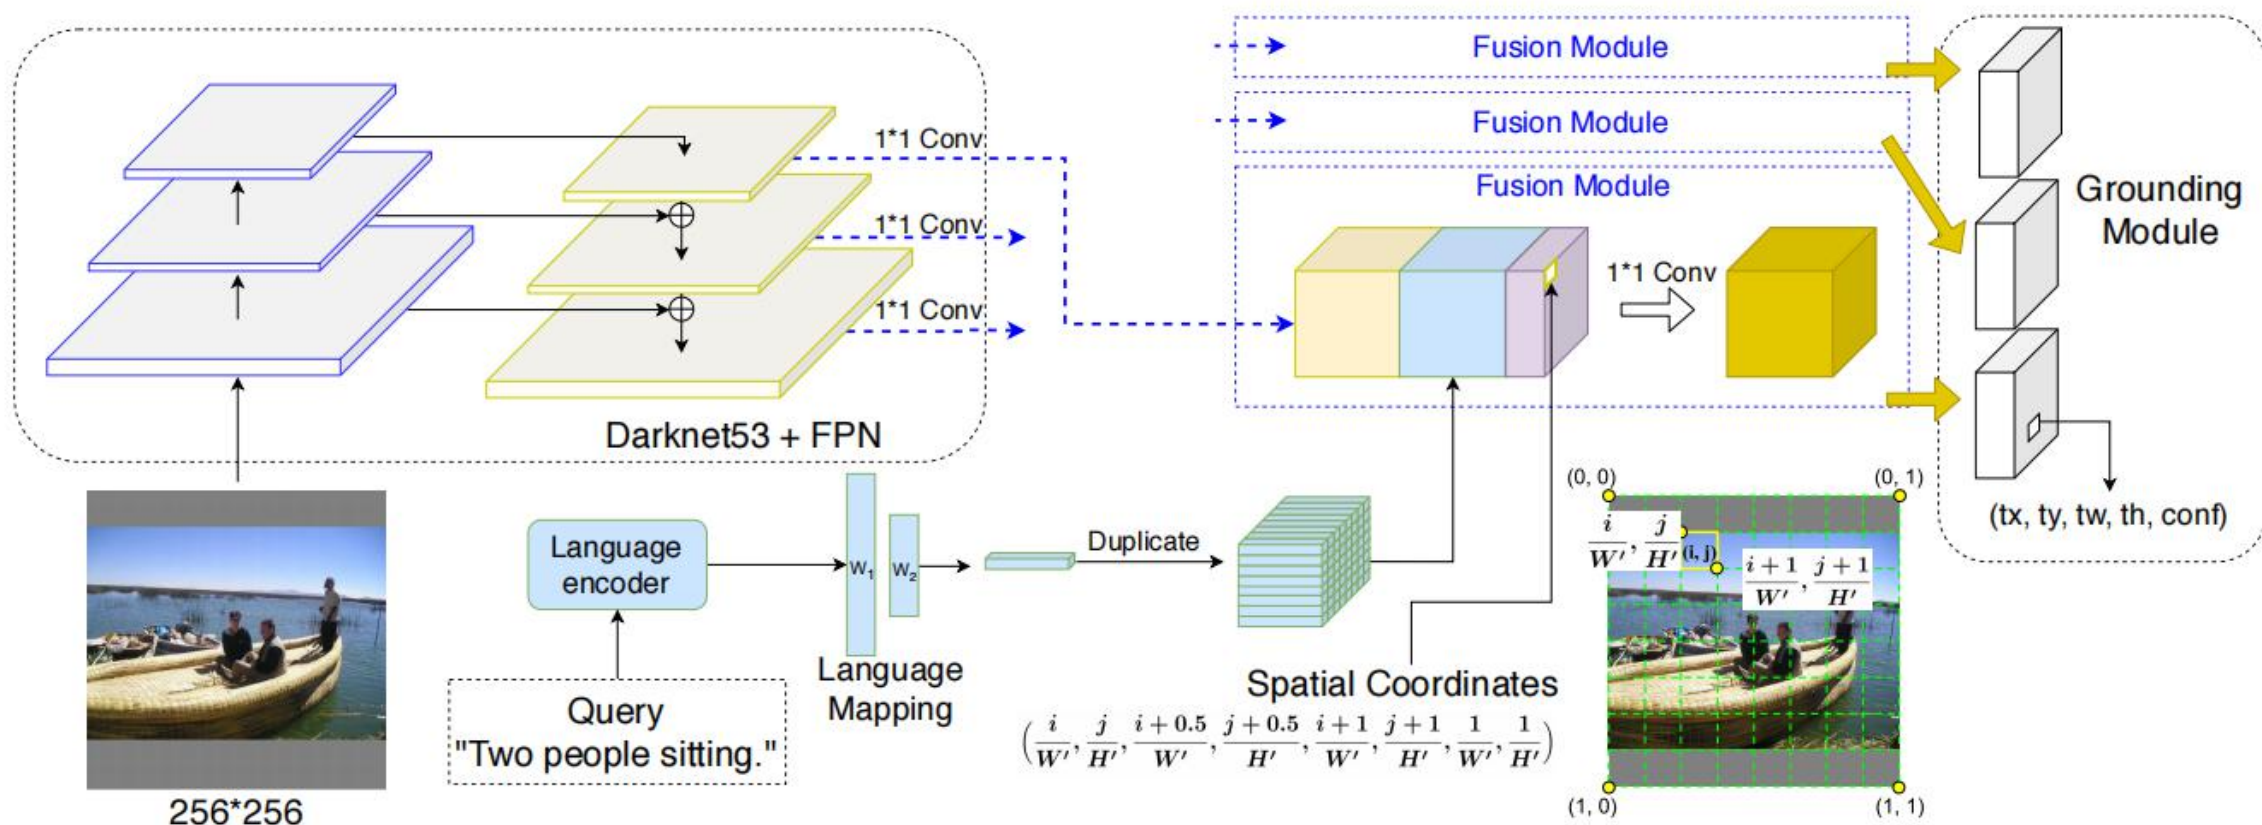 1*1 Conv
1*1 Conv
1*1 Conv
Darknet53 + FPN
256*256
Language
encoder
Query
"Two people sitting."
W₁
W₂
Language
Mapping
Duplicate
Fusion Module
Fusion Module
Fusion Module
1*1 Conv
Spatial Coordinates
(i/W′, j/H′, i + 0.5/W′, j + 0.5/H′, i + 1/W′, j + 1/H′, 1/W′, 1/H′)
(0, 0)
(0, 1)
i/W′, j/H′
(i, j)
i + 1/W′, j + 1/H′
(1, 0)
(1, 1)
Grounding
Module
(tx, ty, tw, th, conf)